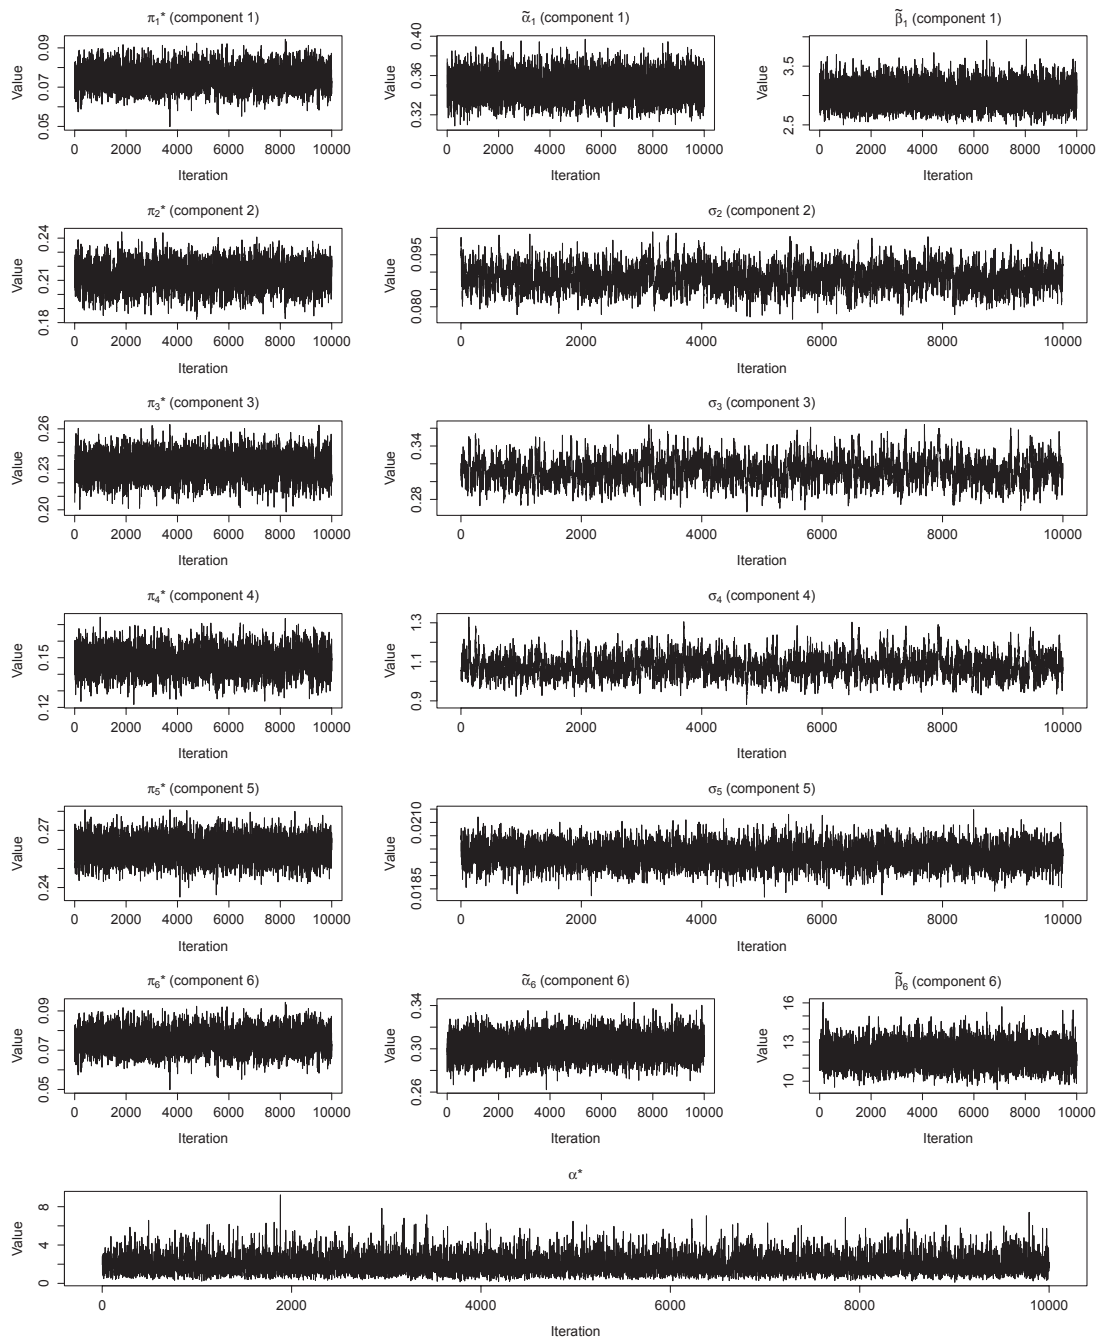 π₁* (component 1)
α̃₁ (component 1)
β̃₁ (component 1)
Value
0.05 0.07 0.09
0 2000 4000 6000 8000 10000
Iteration
Value
0.32 0.36 0.40
0 2000 4000 6000 8000 10000
Iteration
Value
2.5 3.5
0 2000 4000 6000 8000 10000
Iteration
π₂* (component 2)
σ₂ (component 2)
Value
0.18 0.21 0.24
0 2000 4000 6000 8000 10000
Iteration
Value
0.080 0.095
0 2000 4000 6000 8000 10000
Iteration
π₃* (component 3)
σ₃ (component 3)
Value
0.20 0.23 0.26
0 2000 4000 6000 8000 10000
Iteration
Value
0.28 0.34
0 2000 4000 6000 8000 10000
Iteration
π₄* (component 4)
σ₄ (component 4)
Value
0.12 0.15
0 2000 4000 6000 8000 10000
Iteration
Value
0.9 1.1 1.3
0 2000 4000 6000 8000 10000
Iteration
π₅* (component 5)
σ₅ (component 5)
Value
0.24 0.27
0 2000 4000 6000 8000 10000
Iteration
Value
0.0185 0.0210
0 2000 4000 6000 8000 10000
Iteration
π₆* (component 6)
α̃₆ (component 6)
β̃₆ (component 6)
Value
0.05 0.07 0.09
0 2000 4000 6000 8000 10000
Iteration
Value
0.26 0.30 0.34
0 2000 4000 6000 8000 10000
Iteration
Value
10 13 16
0 2000 4000 6000 8000 10000
Iteration
α*
Value
0 4 8
0 2000 4000 6000 8000 10000
Iteration